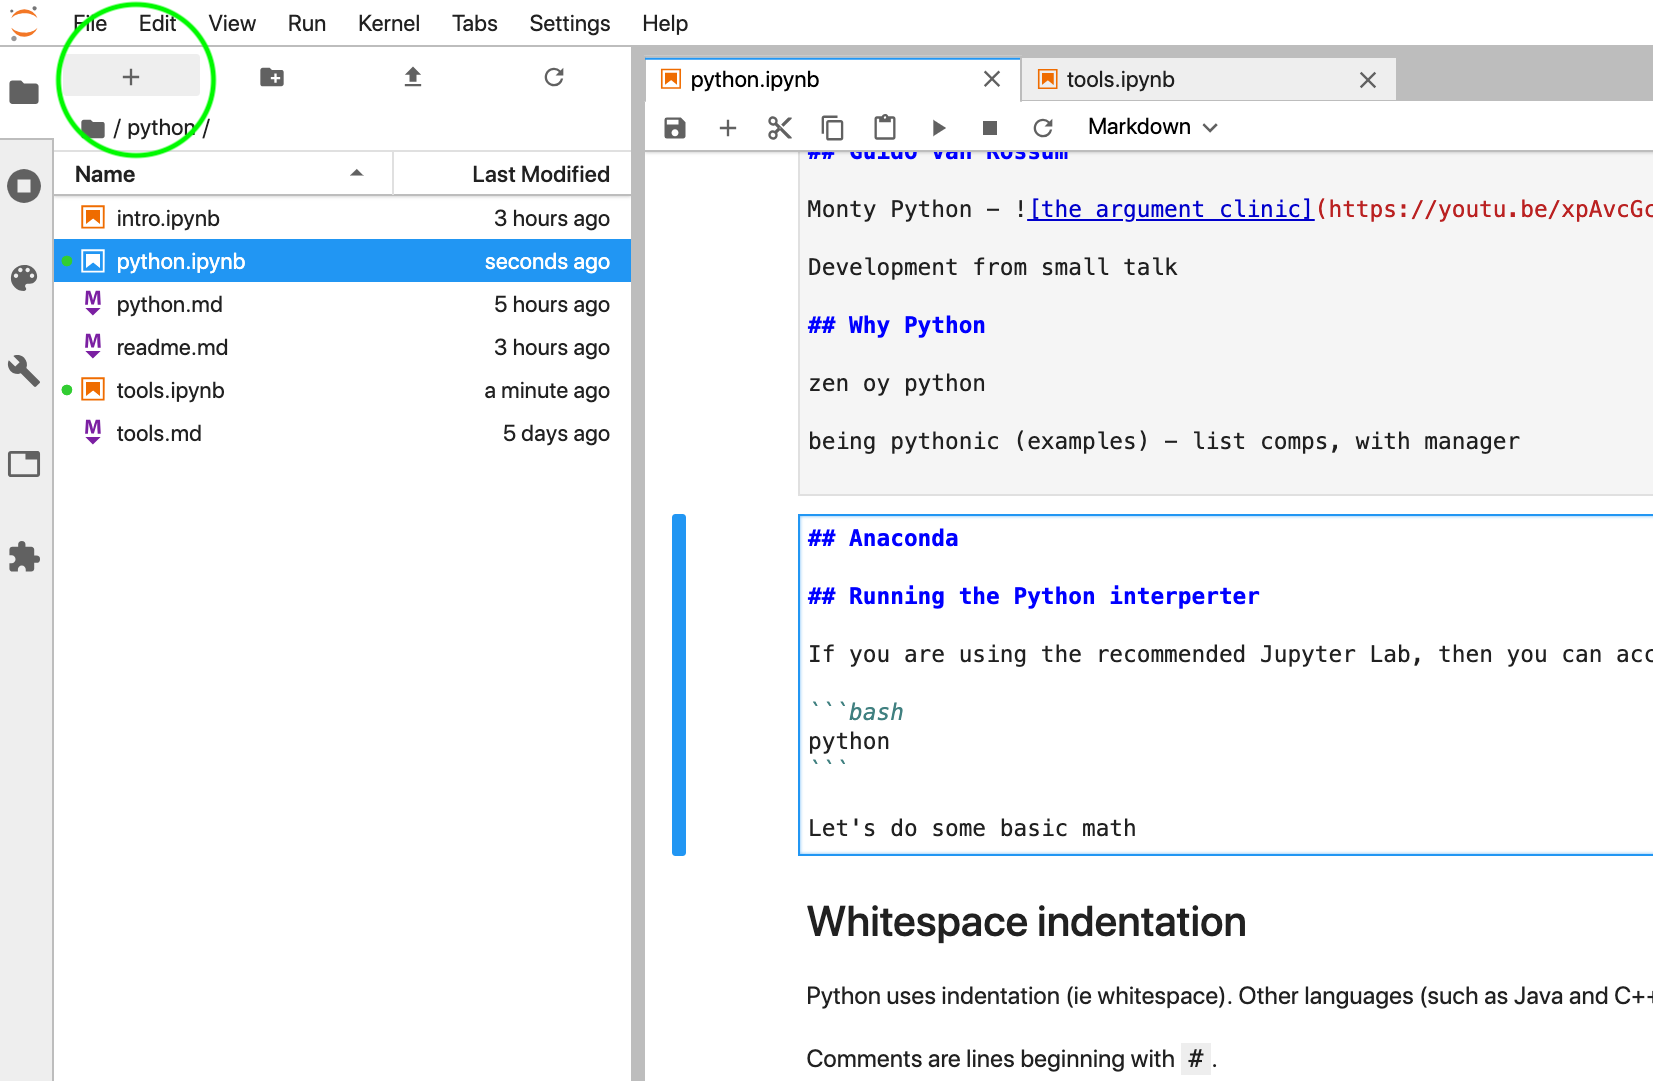 File Edit View Run Kernel Tabs Settings Help
python.ipynb tools.ipynb
/ python /
Markdown
Name Last Modified
intro.ipynb 3 hours ago
python.ipynb seconds ago
python.md 5 hours ago
readme.md 3 hours ago
tools.ipynb a minute ago
tools.md 5 days ago
## Guido van Rossum
Monty Python - ![the argument clinic](https://youtu.be/xpAvcGc
Development from small talk
## Why Python
zen oy python
being pythonic (examples) - list comps, with manager
## Anaconda
## Running the Python interperter
If you are using the recommended Jupyter Lab, then you can acc
```bash
python
```
Let's do some basic math
Whitespace indentation
Python uses indentation (ie whitespace). Other languages (such as Java and C++
Comments are lines beginning with # .